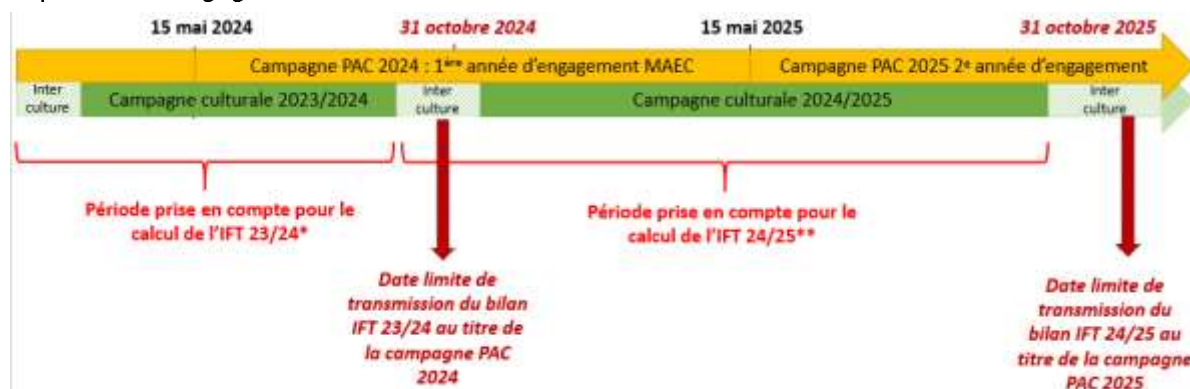 15 mai 2024
31 octobre 2024
15 mai 2025
31 octobre 2025
Campagne PAC 2024 : 1ère année d'engagement MAEC
Campagne PAC 2025 2e année d'engagement
Inter
culture
Campagne culturale 2023/2024
Inter
culture
Campagne culturale 2024/2025
Inter
culture
Période prise en compte pour le
calcul de l'IFT 23/24*
Période prise en compte pour le
calcul de l'IFT 24/25**
Date limite de
transmission du bilan
IFT 23/24 au titre de
la campagne PAC
2024
Date limite de
transmission du
bilan IFT 24/25 au
titre de la campagne
PAC 2025